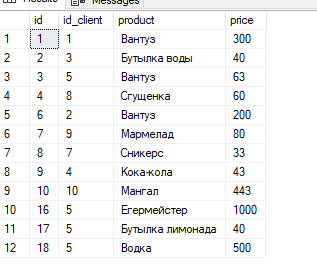 Messages
id id_client product price
1 1 1 Вантуз 300
2 2 3 Бутылка воды 40
3 3 5 Вантуз 63
4 4 8 Сгущенка 60
5 6 2 Вантуз 200
6 7 9 Мармелад 80
7 8 7 Сникерс 33
8 9 4 Кока-кола 43
9 10 10 Мангал 443
10 16 5 Егермейстер 1000
11 17 5 Бутылка лимонада 40
12 18 5 Водка 500